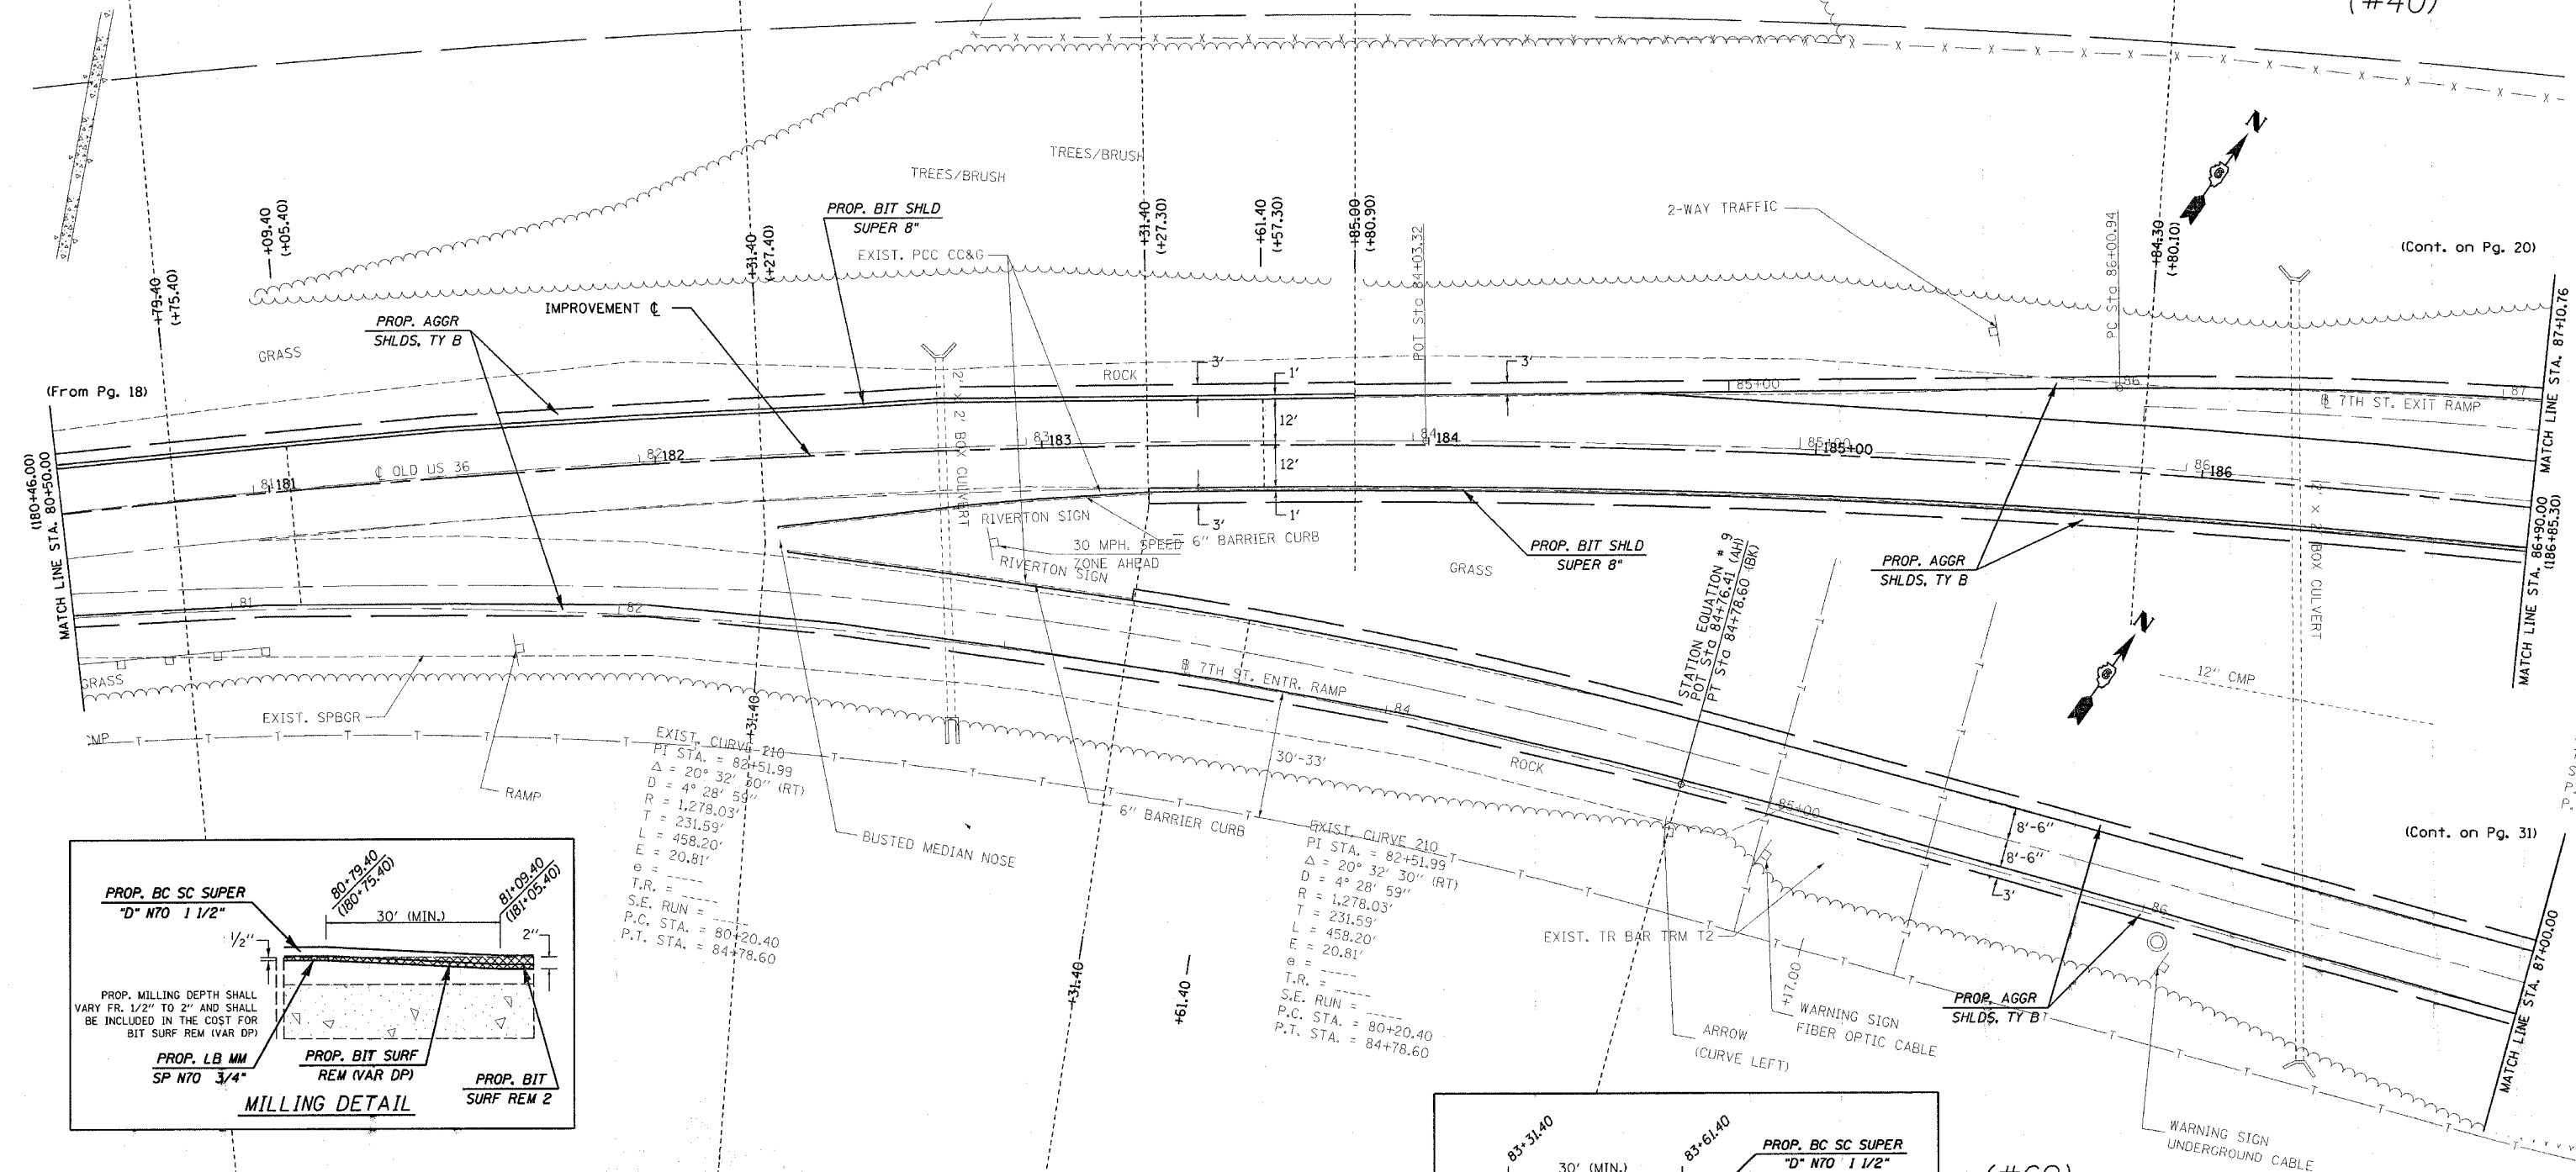 (#40)
TREES/BRUSH
TREES/BRUSH
+79.40
(+75.40)
+09.40
(+05.40)
+31.40
(+27.40)
PROP. BIT SHLD
SUPER 8"
EXIST. PCC CC&G
+31.40
(+27.30)
+61.40
(+57.30)
+85.00
(+80.90)
POT Sta 84+03.32
2-WAY TRAFFIC
PC Sta 86+00.94
+84.30
(+80.10)
N
(Cont. on Pg. 20)
MATCH LINE STA. 87+10.76
GRASS
PROP. AGGR
SHLDS, TY B
IMPROVEMENT ℄
(From Pg. 18)
(180+46.00)
MATCH LINE STA. 80+50.00
ROCK
3'
1'
3'
85+00
86
87
℄ 7TH ST. EXIT RAMP
12'
12'
℄ OLD US 36
81
181
82
182
83
183
84
184
85+00
185+00
86
186
2' x 2' BOX CULVERT
2' x 2' BOX CULVERT
RIVERTON SIGN
3'
1'
30 MPH. SPEED
ZONE AHEAD
6" BARRIER CURB
RIVERTON SIGN
PROP. BIT SHLD
SUPER 8"
GRASS
STATION EQUATION # 9
POT Sta 84+76.41 (AH)
PT Sta 84+78.60 (BK)
PROP. AGGR
SHLDS, TY B
MATCH LINE STA. 86+90.00
(186+85.30)
81
82
GRASS
EXIST. SPBGR
CMP
RAMP
N
12" CMP
7TH ST. ENTR. RAMP
84
30'-33'
ROCK
85+00
+31.40
EXIST. CURVE 210
PI STA. = 82+51.99
Δ = 20° 32' 30" (RT)
D = 4° 28' 59"
R = 1,278.03'
T = 231.59'
L = 458.20'
E = 20.81'
e = -----
T.R. = -----
S.E. RUN = -----
P.C. STA. = 80+20.40
P.T. STA. = 84+78.60
BUSTED MEDIAN NOSE
6" BARRIER CURB
EXIST. CURVE 210
PI STA. = 82+51.99
Δ = 20° 32' 30" (RT)
D = 4° 28' 59"
R = 1,278.03'
T = 231.59'
L = 458.20'
E = 20.81'
e = -----
T.R. = -----
S.E. RUN = -----
P.C. STA. = 80+20.40
P.T. STA. = 84+78.60
8'-6"
8'-6"
3'
86
(Cont. on Pg. 31)
MATCH LINE STA. 87+00.00
EXIST. TR BAR TRM T2
+17.00
WARNING SIGN
FIBER OPTIC CABLE
ARROW
(CURVE LEFT)
PROP. AGGR
SHLDS. TY B
WARNING SIGN
UNDERGROUND CABLE
+31.40
+61.40
PROP. BC SC SUPER
"D" N70 1 1/2"
80+79.40
(180+75.40)
81+09.40
(181+05.40)
30' (MIN.)
1/2"
2"
PROP. MILLING DEPTH SHALL
VARY FR. 1/2" TO 2" AND SHALL
BE INCLUDED IN THE COST FOR
BIT SURF REM (VAR DP)
PROP. LB MM
SP N70 3/4"
PROP. BIT SURF
REM (VAR DP)
PROP. BIT
SURF REM 2
MILLING DETAIL
83+31.40
83+61.40
30' (MIN.)
PROP. BC SC SUPER
"D" N70 1 1/2"